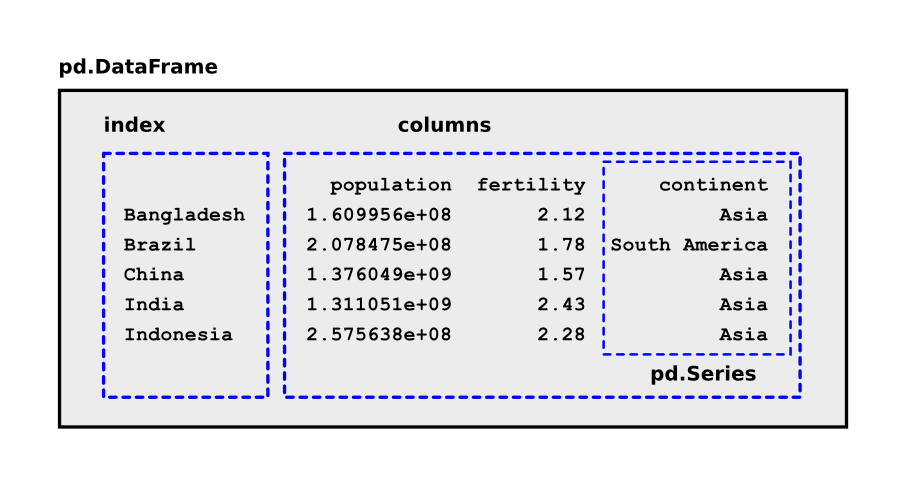 pd.DataFrame
index columns
population fertility continent
Bangladesh 1.609956e+08 2.12 Asia
Brazil 2.078475e+08 1.78 South America
China 1.376049e+09 1.57 Asia
India 1.311051e+09 2.43 Asia
Indonesia 2.575638e+08 2.28 Asia
pd.Series